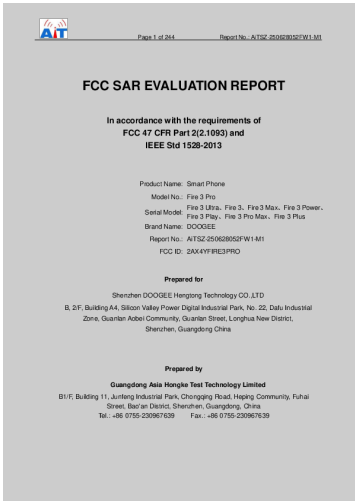 AiT
Page 1 of 244 Report No.: AiTSZ-250628052FW1-M1
FCC SAR EVALUATION REPORT
In accordance with the requirements of
FCC 47 CFR Part 2(2.1093) and
IEEE Std 1528-2013
Product Name: Smart Phone
Model No.: Fire 3 Pro
Serial Model: Fire 3 Ultra、Fire 3、Fire 3 Max、Fire 3 Power、
Fire 3 Play、Fire 3 Pro Max、Fire 3 Plus
Brand Name: DOOGEE
Report No.: AiTSZ-250628052FW1-M1
FCC ID: 2AX4YFIRE3PRO
Prepared for
Shenzhen DOOGEE Hengtong Technology CO.,LTD
B, 2/F, Building A4, Silicon Valley Power Digital Industrial Park, No. 22, Dafu Industrial
Zone, Guanlan Aobei Community, Guanlan Street, Longhua New District,
Shenzhen, Guangdong China
Prepared by
Guangdong Asia Hongke Test Technology Limited
B1/F, Building 11, Junfeng Industrial Park, Chongqing Road, Heping Community, Fuhai
Street, Bao'an District, Shenzhen, Guangdong, China
Tel.: +86 0755-230967639 Fax.: +86 0755-230967639